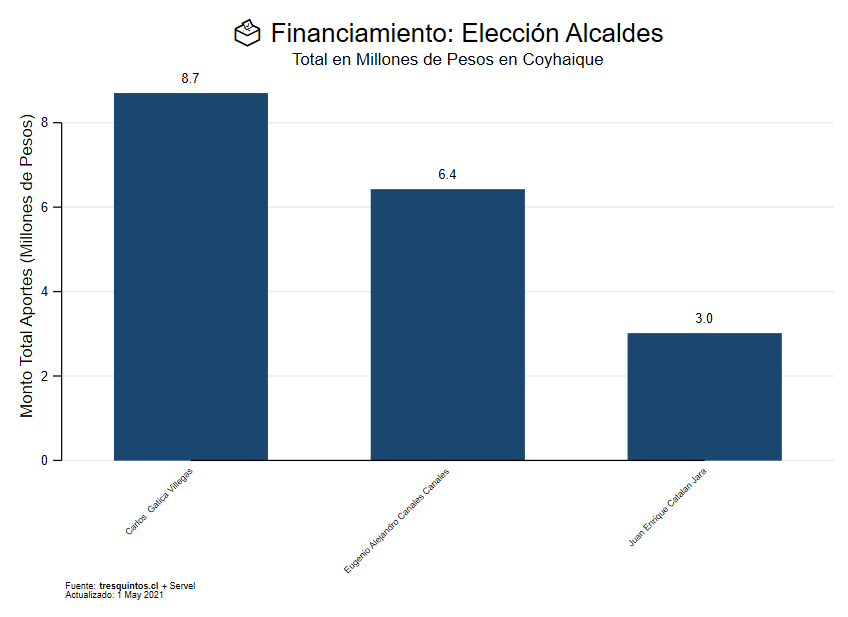 Financiamiento: Elección Alcaldes
Total en Millones de Pesos en Coyhaique
Monto Total Aportes (Millones de Pesos)
8
6
4
2
0
8.7
6.4
3.0
Carlos Gatica Villegas
Eugenio Alejandro Canales Canales
Juan Enrique Catalan Jara
Fuente: tresquintos.cl + Servel
Actualizado: 1 May 2021